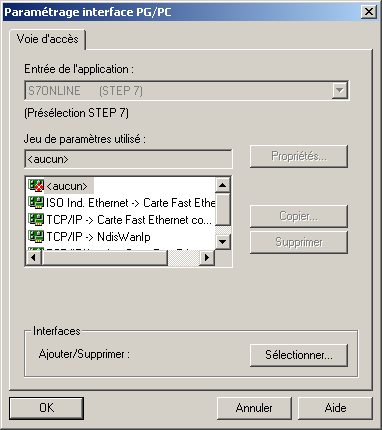 Paramétrage interface PG/PC
Voie d'accès
Entrée de l'application :
S7ONLINE (STEP 7)
(Présélection STEP 7)
Jeu de paramètres utilisé :
<aucun>
Propriétés...
<aucun>
ISO Ind. Ethernet -> Carte Fast Ethe
TCP/IP -> Carte Fast Ethernet co...
TCP/IP -> NdisWanIp
Copier...
Supprimer
Interfaces
Ajouter/Supprimer :
Sélectionner...
OK
Annuler
Aide